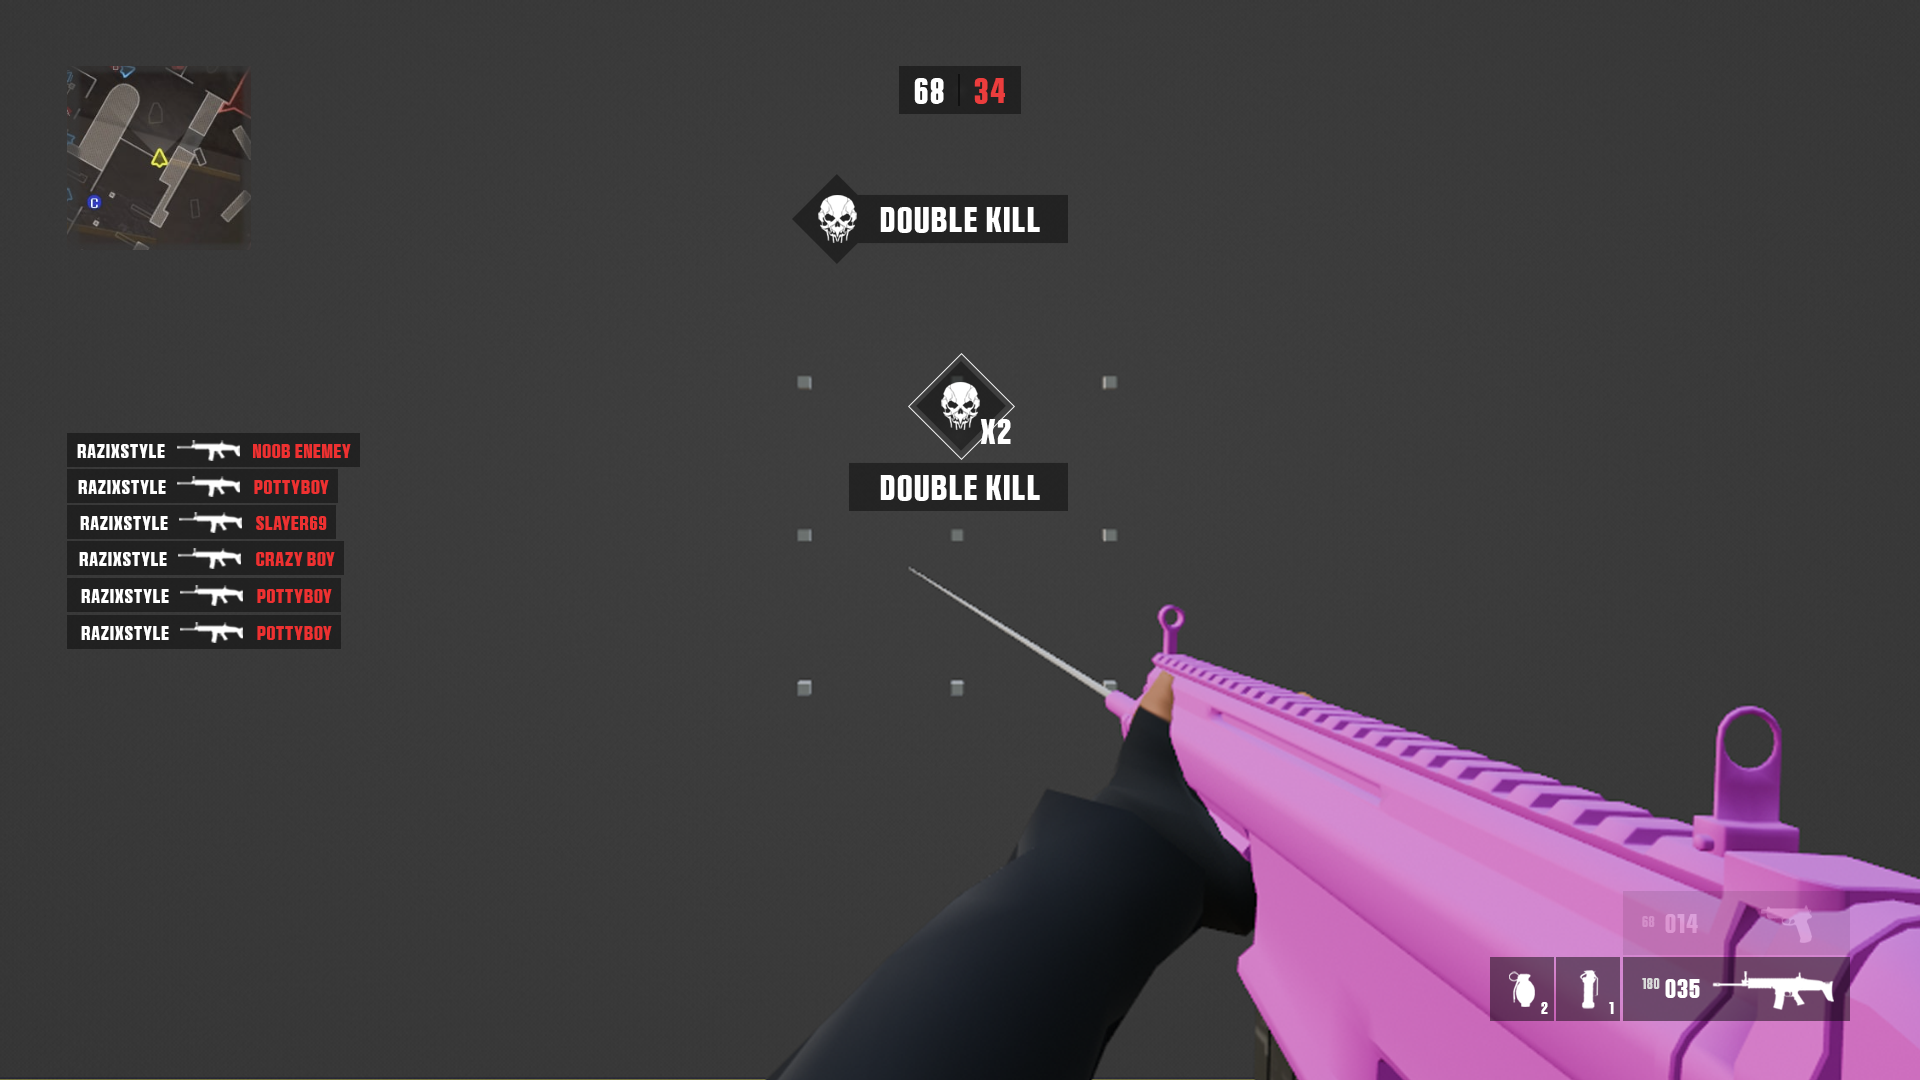 68 34
DOUBLE KILL
C
X2
DOUBLE KILL
RAZIXSTYLE NOOB ENEMEY
RAZIXSTYLE POTTYBOY
RAZIXSTYLE SLAYER69
RAZIXSTYLE CRAZY BOY
RAZIXSTYLE POTTYBOY
RAZIXSTYLE POTTYBOY
68 014
2 1 180 035